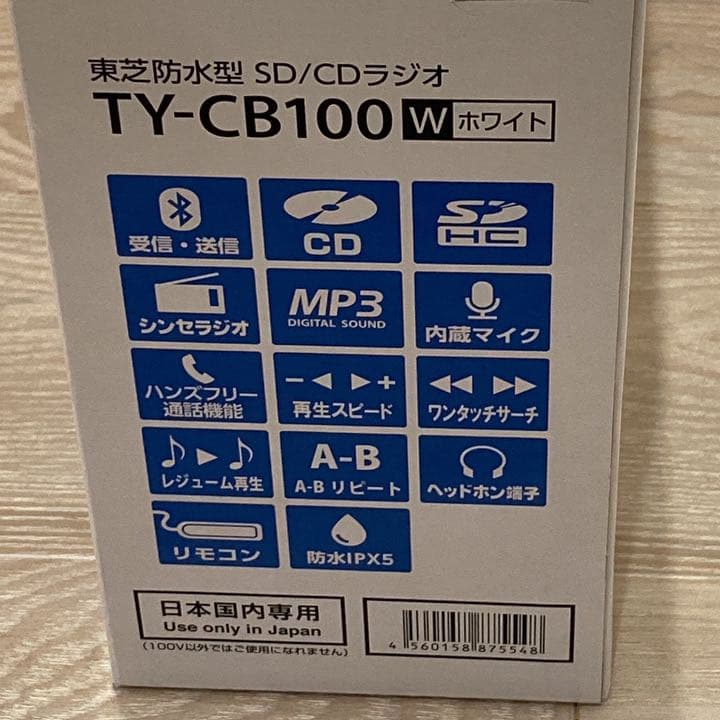 東芝防水型 SD/CDラジオ
TY-CB100 W ホワイト
受信・送信
CD
SD
HC
シンセラジオ
MP3
DIGITAL SOUND
内蔵マイク
ハンズフリー
通話機能
再生スピード
ワンタッチサーチ
レジューム再生
A-B
A-B リピート
ヘッドホン端子
リモコン
防水IPX5
日本国内専用
Use only in Japan
(100V以外ではご使用になれません)
4 560158 875548